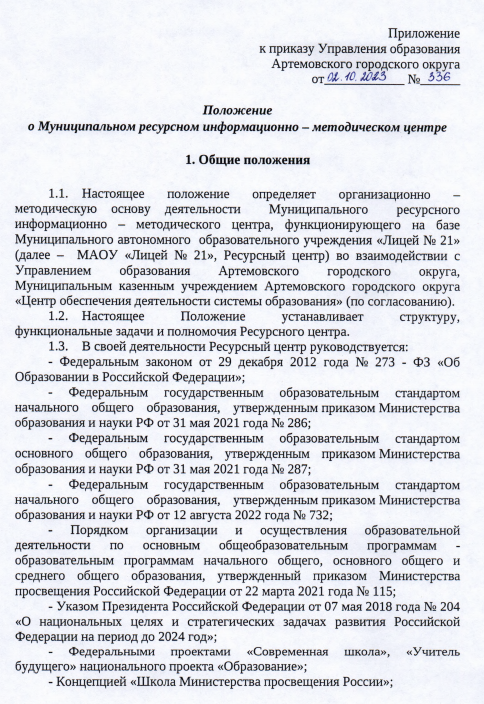 Приложение
к приказу Управления образования
Артемовского городского округа
от 02.10.2023 № 336
Положение
о Муниципальном ресурсном информационно – методическом центре
1. Общие положения
1.1. Настоящее положение определяет организационно –
методическую основу деятельности Муниципального ресурсного
информационно – методического центра, функционирующего на базе
Муниципального автономного образовательного учреждения «Лицей № 21»
(далее – МАОУ «Лицей № 21», Ресурсный центр) во взаимодействии с
Управлением образования Артемовского городского округа,
Муниципальным казенным учреждением Артемовского городского округа
«Центр обеспечения деятельности системы образования» (по согласованию).
1.2. Настоящее Положение устанавливает структуру,
функциональные задачи и полномочия Ресурсного центра.
1.3. В своей деятельности Ресурсный центр руководствуется:
- Федеральным законом от 29 декабря 2012 года № 273 - ФЗ «Об
Образовании в Российской Федерации»;
- Федеральным государственным образовательным стандартом
начального общего образования, утвержденным приказом Министерства
образования и науки РФ от 31 мая 2021 года № 286;
- Федеральным государственным образовательным стандартом
основного общего образования, утвержденным приказом Министерства
образования и науки РФ от 31 мая 2021 года № 287;
- Федеральным государственным образовательным стандартом
начального общего образования, утвержденным приказом Министерства
образования и науки РФ от 12 августа 2022 года № 732;
- Порядком организации и осуществления образовательной
деятельности по основным общеобразовательным программам -
образовательным программам начального общего, основного общего и
среднего общего образования, утвержденный приказом Министерства
просвещения Российской Федерации от 22 марта 2021 года № 115;
- Указом Президента Российской Федерации от 07 мая 2018 года № 204
«О национальных целях и стратегических задачах развития Российской
Федерации на период до 2024 год»;
- Федеральными проектами «Современная школа», «Учитель
будущего» национального проекта «Образование»;
- Концепцией «Школа Министерства просвещения России»;